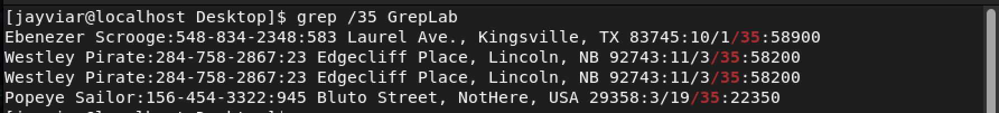 [jayviar@localhost Desktop]$ grep /35 GrepLab
Ebenezer Scrooge:548-834-2348:583 Laurel Ave., Kingsville, TX 83745:10/1/35:58900
Westley Pirate:284-758-2867:23 Edgecliff Place, Lincoln, NB 92743:11/3/35:58200
Westley Pirate:284-758-2867:23 Edgecliff Place, Lincoln, NB 92743:11/3/35:58200
Popeye Sailor:156-454-3322:945 Bluto Street, NotHere, USA 29358:3/19/35:22350